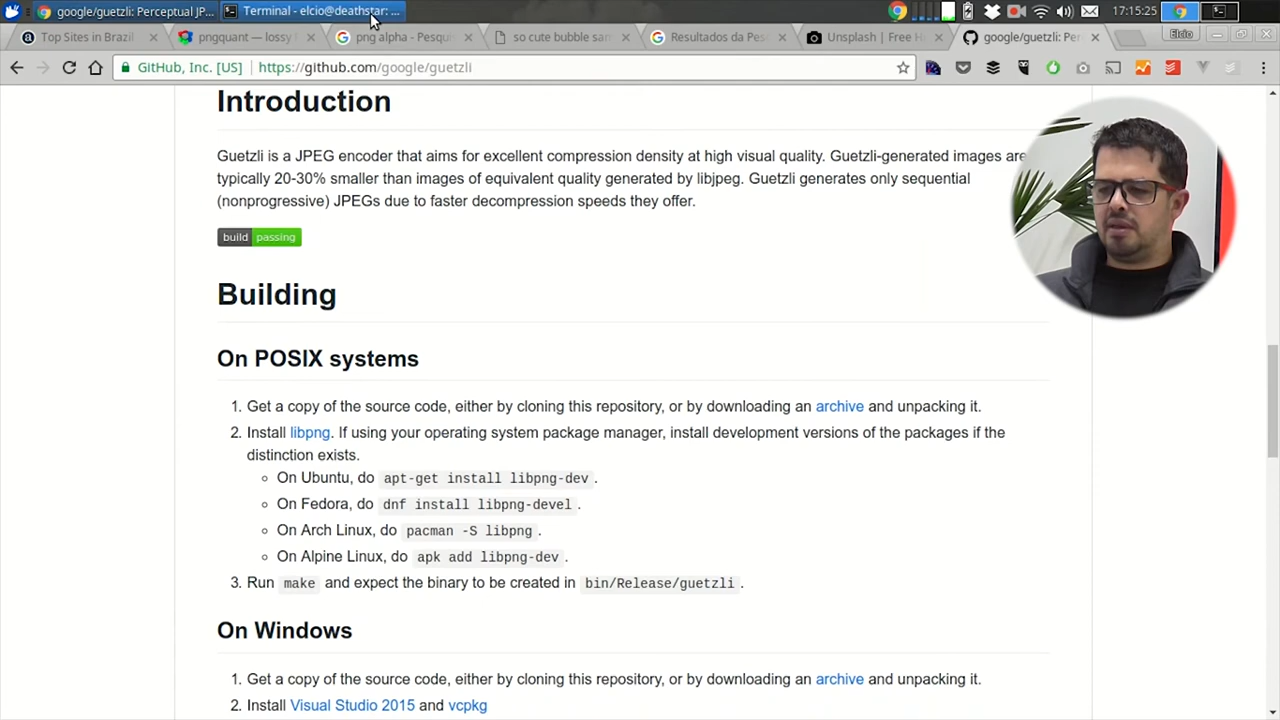 google/guetzli: Perceptual JP... Terminal - elcio@deathstar: ... 17:15:25
Top Sites in Brazil pngquant — lossy png alpha - Pesqui so cute bubble sam Resultados da Pes Unsplash | Free Hi google/guetzli: Per Elcio
GitHub, Inc. [US] https://github.com/google/guetzli
Introduction
Guetzli is a JPEG encoder that aims for excellent compression density at high visual quality. Guetzli-generated images are
typically 20-30% smaller than images of equivalent quality generated by libjpeg. Guetzli generates only sequential
(nonprogressive) JPEGs due to faster decompression speeds they offer.
build passing
Building
On POSIX systems
1. Get a copy of the source code, either by cloning this repository, or by downloading an archive and unpacking it.
2. Install libpng. If using your operating system package manager, install development versions of the packages if the
distinction exists.
On Ubuntu, do apt-get install libpng-dev.
On Fedora, do dnf install libpng-devel.
On Arch Linux, do pacman -S libpng.
On Alpine Linux, do apk add libpng-dev.
3. Run make and expect the binary to be created in bin/Release/guetzli.
On Windows
1. Get a copy of the source code, either by cloning this repository, or by downloading an archive and unpacking it.
2. Install Visual Studio 2015 and vcpkg